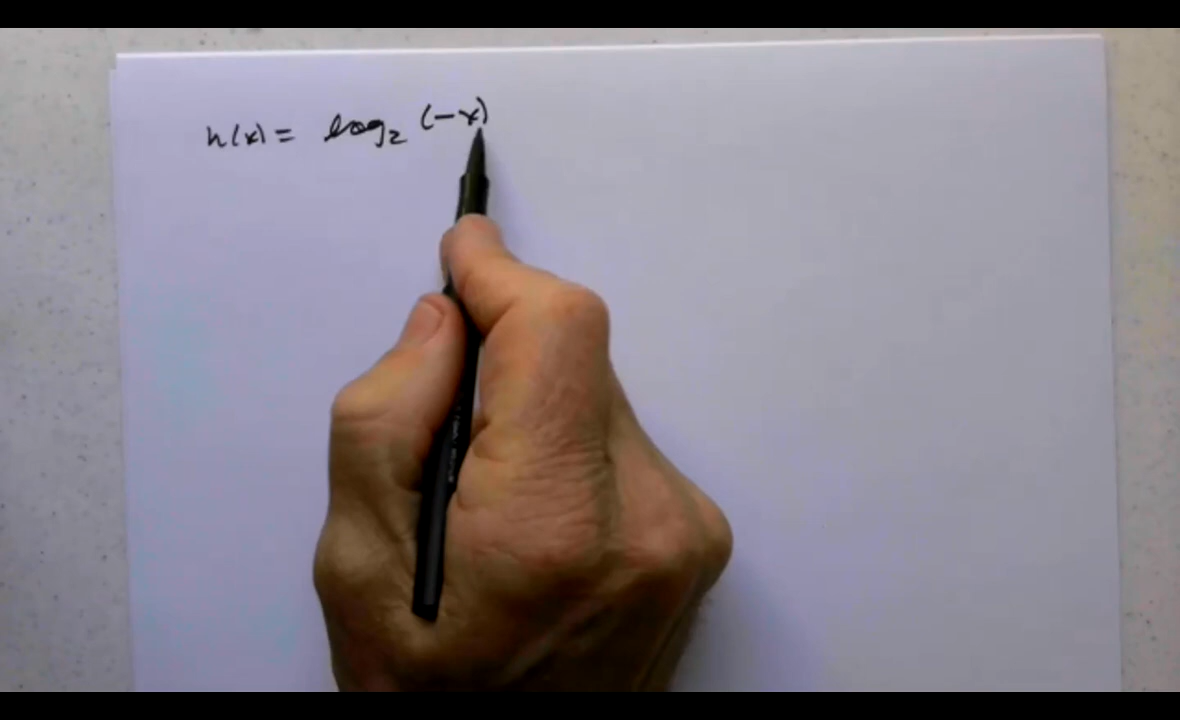 h(x) = log₂ (-x)